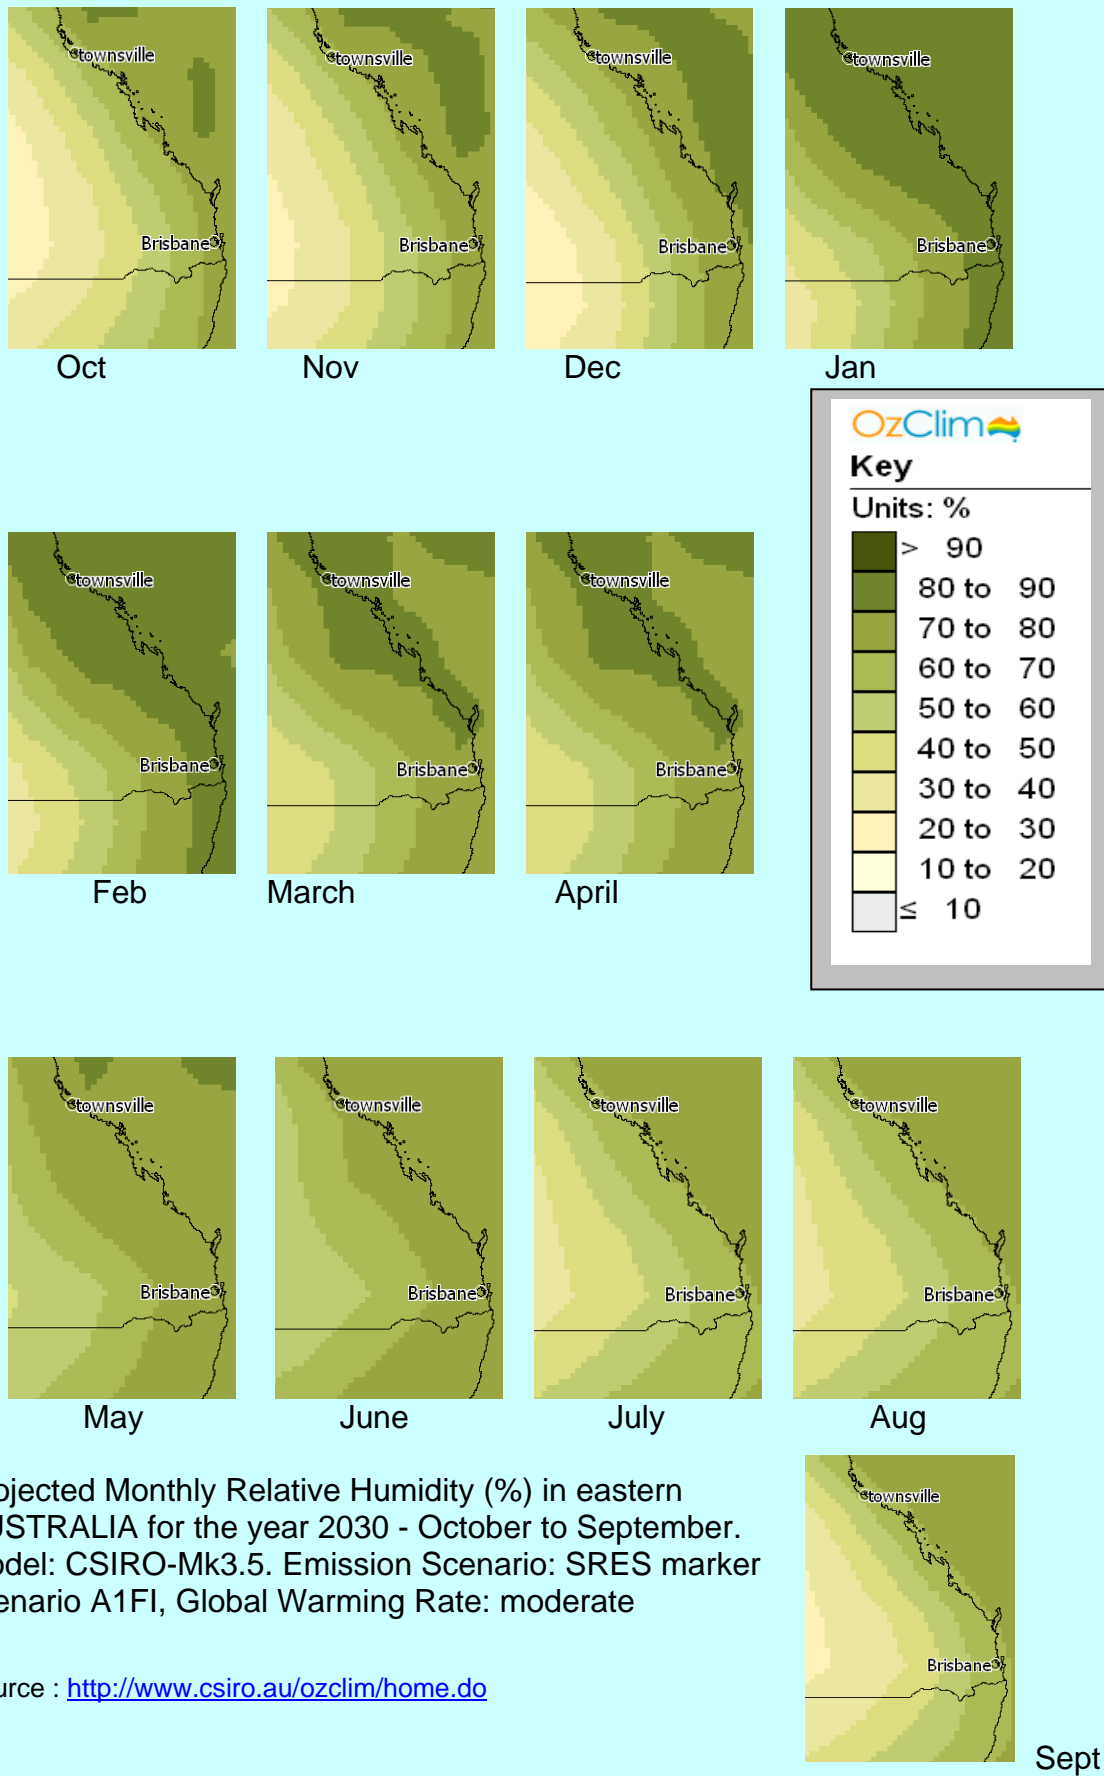 townsville
Brisbane
Oct
townsville
Brisbane
Nov
townsville
Brisbane
Dec
townsville
Brisbane
Jan
OzClim
Key
Units: %
> 90
80 to 90
70 to 80
60 to 70
50 to 60
40 to 50
30 to 40
20 to 30
10 to 20
≤ 10
townsville
Brisbane
Feb
townsville
Brisbane
March
townsville
Brisbane
April
townsville
Brisbane
May
townsville
Brisbane
June
townsville
Brisbane
July
townsville
Brisbane
Aug
ojected Monthly Relative Humidity (%) in eastern
USTRALIA for the year 2030 - October to September.
odel: CSIRO-Mk3.5. Emission Scenario: SRES marker
enario A1FI, Global Warming Rate: moderate
urce : http://www.csiro.au/ozclim/home.do
townsville
Brisbane
Sept